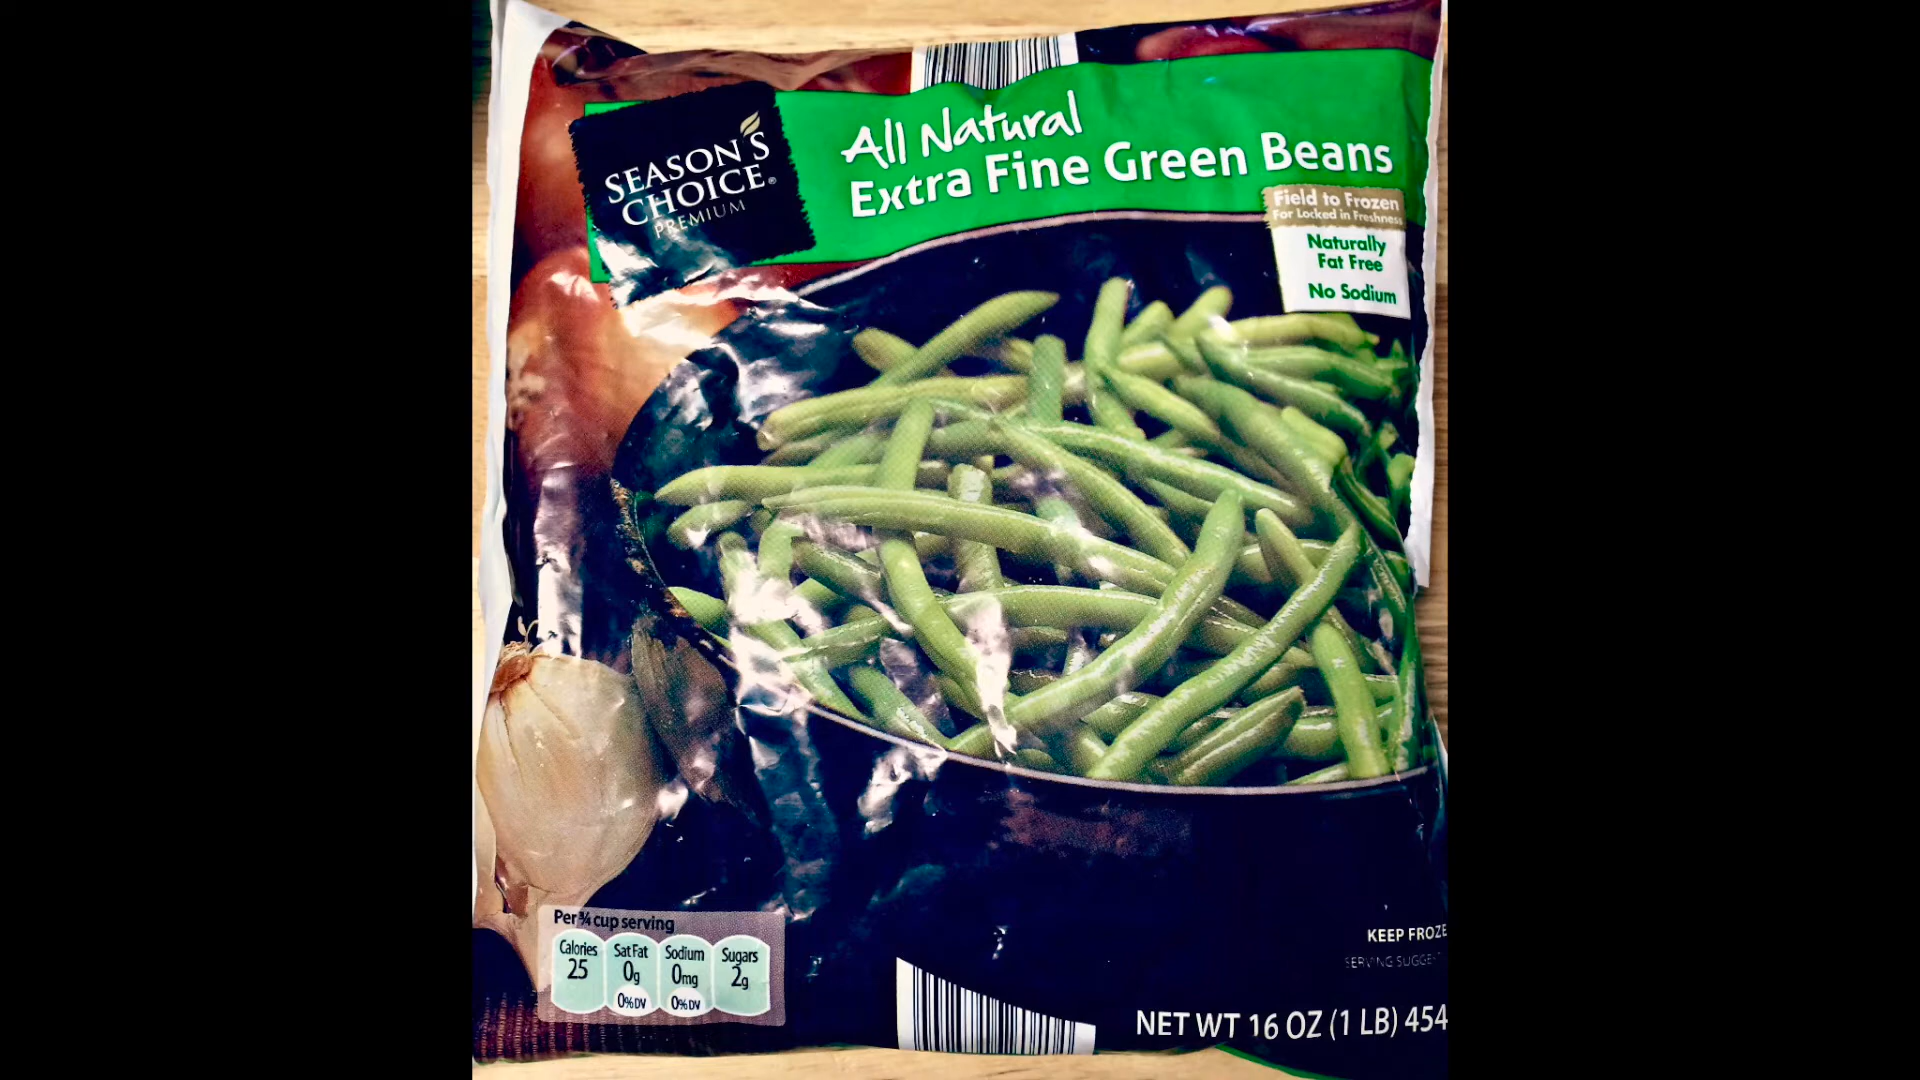 All Natural
Extra Fine Green Beans
SEASON'S
CHOICE®
PREMIUM
Field to Frozen
For Locked in Freshness
Naturally
Fat Free
No Sodium
Per ¾ cup serving
Calories
25
Sat Fat
0g
0% DV
Sodium
0mg
0% DV
Sugars
2g
KEEP FROZE
SERVING SUGGE
NET WT 16 OZ (1 LB) 454